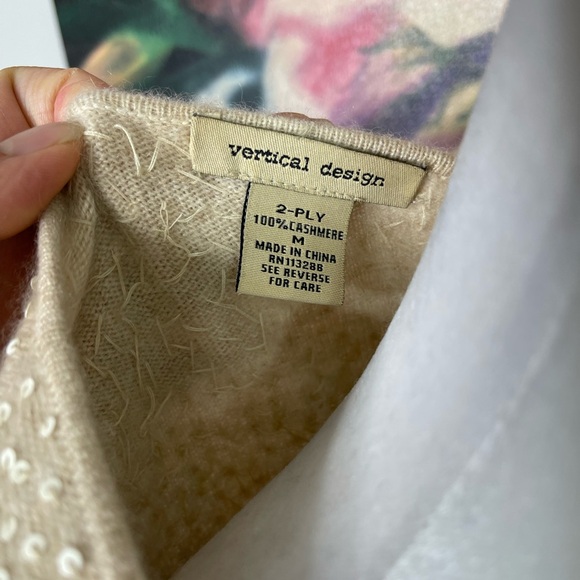 vertical design
2-PLY
100%CASHMERE
M
MADE IN CHINA
RN113288
SEE REVERSE
FOR CARE